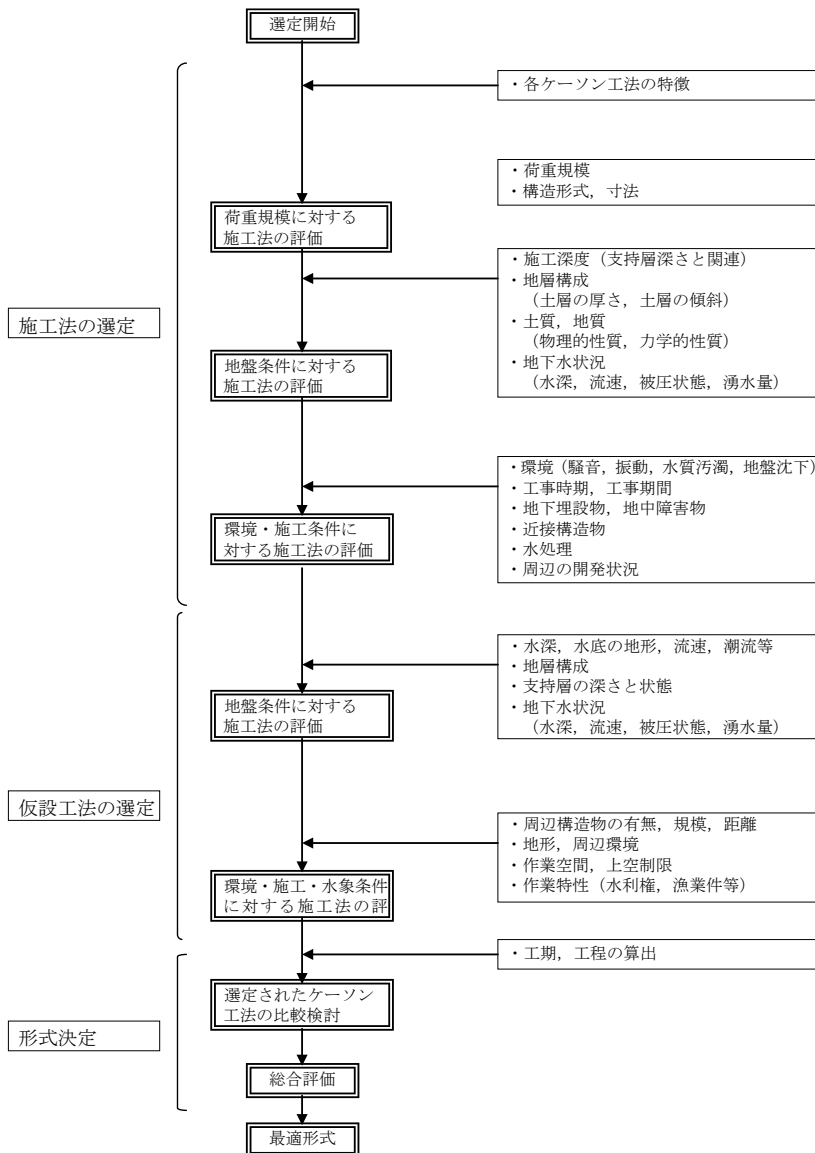 選定開始
・各ケーソン工法の特徴
・荷重規模
・構造形式，寸法
荷重規模に対する
施工法の評価
・施工深度（支持層深さと関連）
・地層構成
（土層の厚さ，土層の傾斜）
・土質，地質
（物理的性質，力学的性質）
・地下水状況
（水深，流速，被圧状態，湧水量）
施工法の選定
地盤条件に対する
施工法の評価
・環境（騒音，振動，水質汚濁，地盤沈下）
・工事時期，工事期間
・地下埋設物，地中障害物
・近接構造物
・水処理
・周辺の開発状況
環境・施工条件に
対する施工法の評価
・水深，水底の地形，流速，潮流等
・地層構成
・支持層の深さと状態
・地下水状況
（水深，流速，被圧状態，湧水量）
地盤条件に対する
施工法の評価
仮設工法の選定
・周辺構造物の有無，規模，距離
・地形，周辺環境
・作業空間，上空制限
・作業特性（水利権，漁業件等）
環境・施工・水象条件
に対する施工法の評
・工期，工程の算出
選定されたケーソン
工法の比較検討
形式決定
総合評価
最適形式